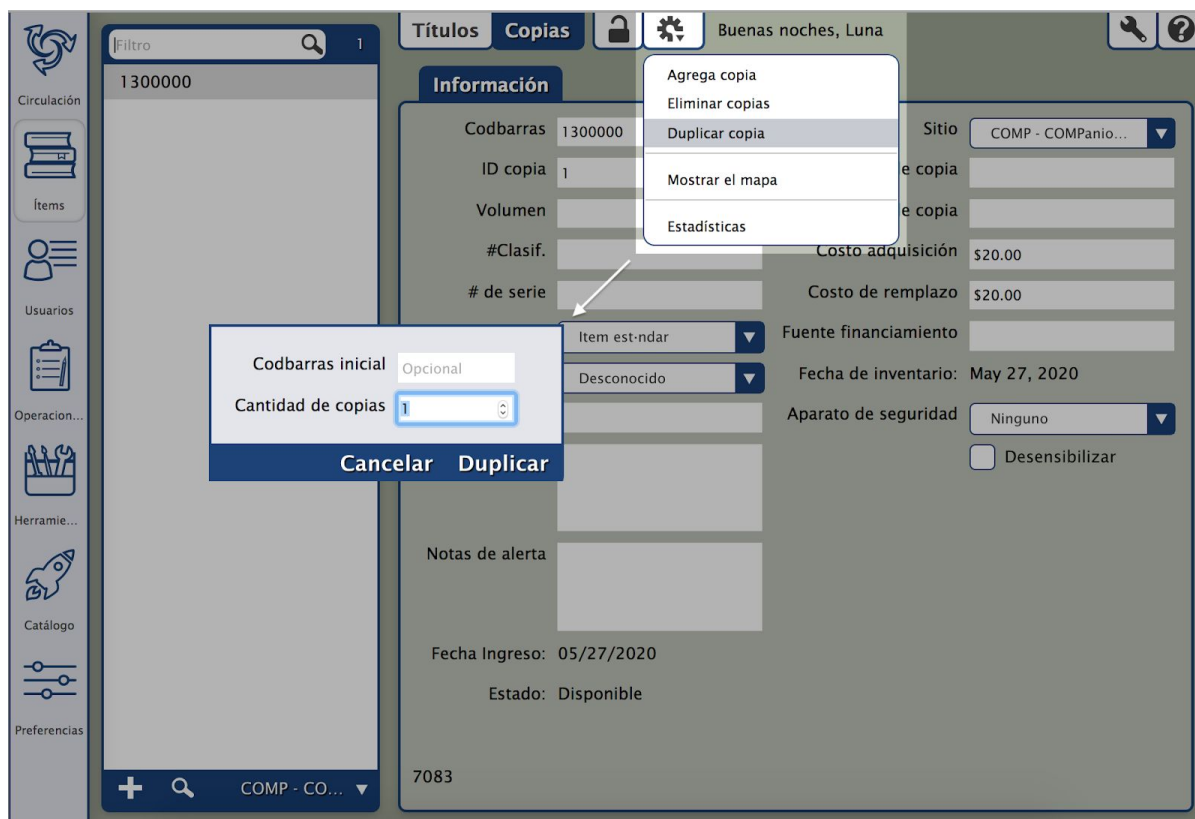 Circulación
Ítems
Usuarios
Operacion...
Herramie...
Catálogo
Preferencias
Filtro
1
1300000
COMP - CO...
Títulos
Copias
Buenas noches, Luna
Agrega copia
Eliminar copias
Duplicar copia
Mostrar el mapa
Estadísticas
Información
Codbarras 1300000
ID copia 1
Volumen
#Clasif.
# de serie
Item est·ndar
Desconocido
Codbarras inicial Opcional
Cantidad de copias 1
Cancelar Duplicar
Notas de alerta
Fecha Ingreso: 05/27/2020
Estado: Disponible
7083
Sitio COMP - COMPanio...
e copia
e copia
Costo adquisición $20.00
Costo de remplazo $20.00
Fuente financiamiento
Fecha de inventario: May 27, 2020
Aparato de seguridad Ninguno
Desensibilizar